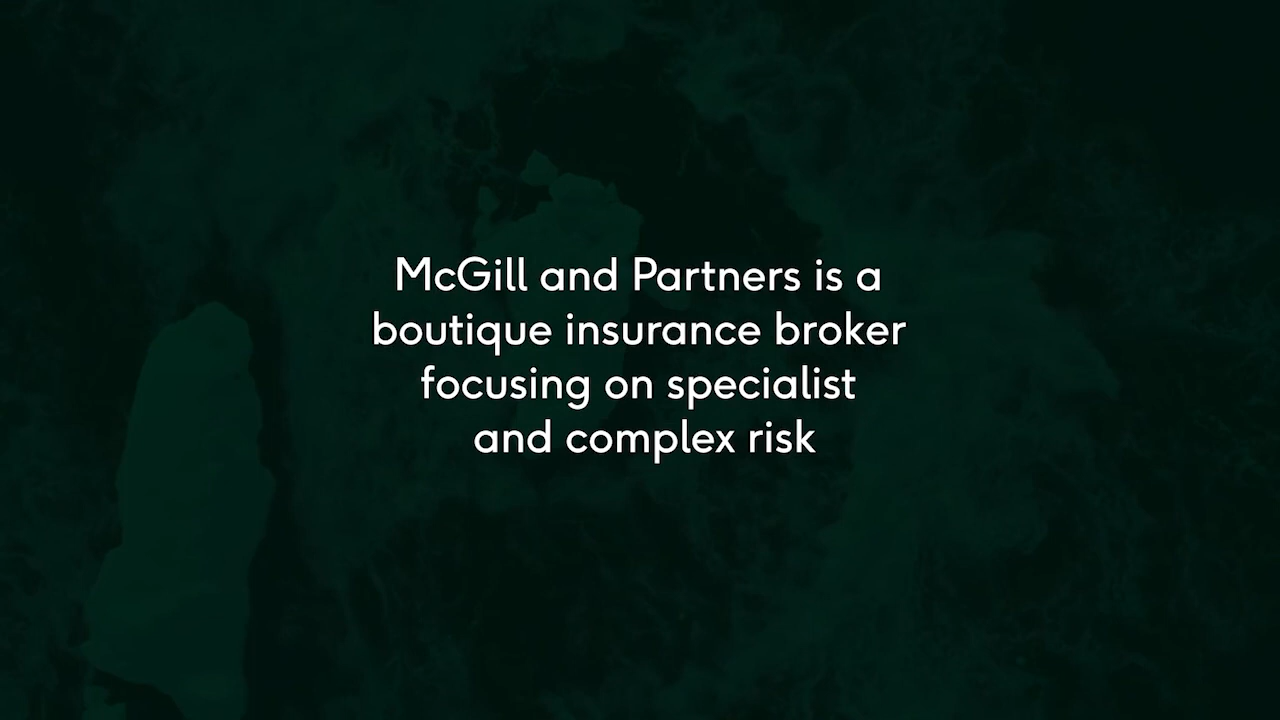 McGill and Partners is a
boutique insurance broker
focusing on specialist
and complex risk